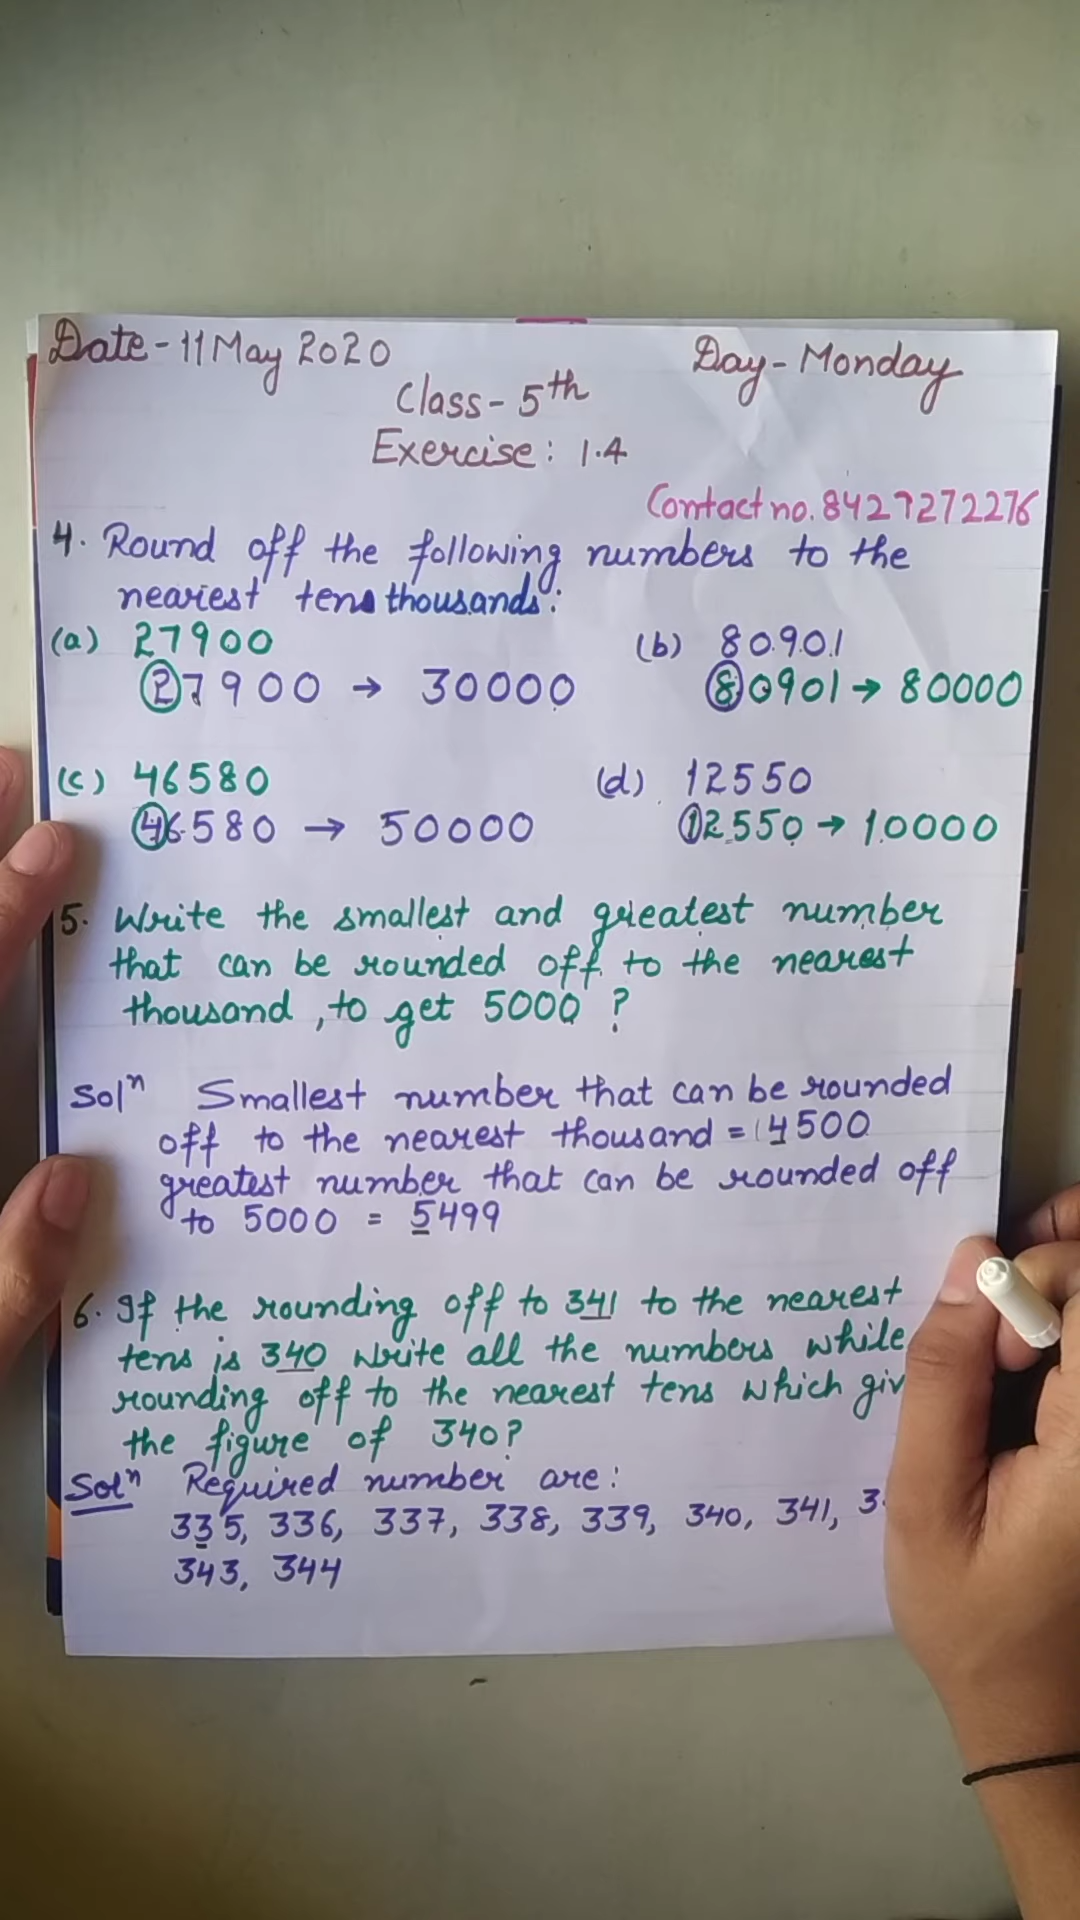 Date - 11 May 2020 Day - Monday
Class - 5th
Exercise : 1.4
Contact no. 8427272276
4. Round off the following numbers to the
nearest tens thousands :
(a) 27900 (b) 80901
27900 → 30000 80901 → 80000
(c) 46580 (d) 12550
46580 → 50000 12550 → 10000
5. Write the smallest and greatest number
that can be rounded off to the nearest
thousand , to get 5000 ?
Solⁿ Smallest number that can be rounded
off to the nearest thousand = 4500
greatest number that can be rounded off
to 5000 = 5499
6. If the rounding off to 341 to the nearest
tens is 340 write all the numbers while
rounding off to the nearest tens which giv
the figure of 340?
Solⁿ Required number are :
335, 336, 337, 338, 339, 340, 341, 3
343, 344